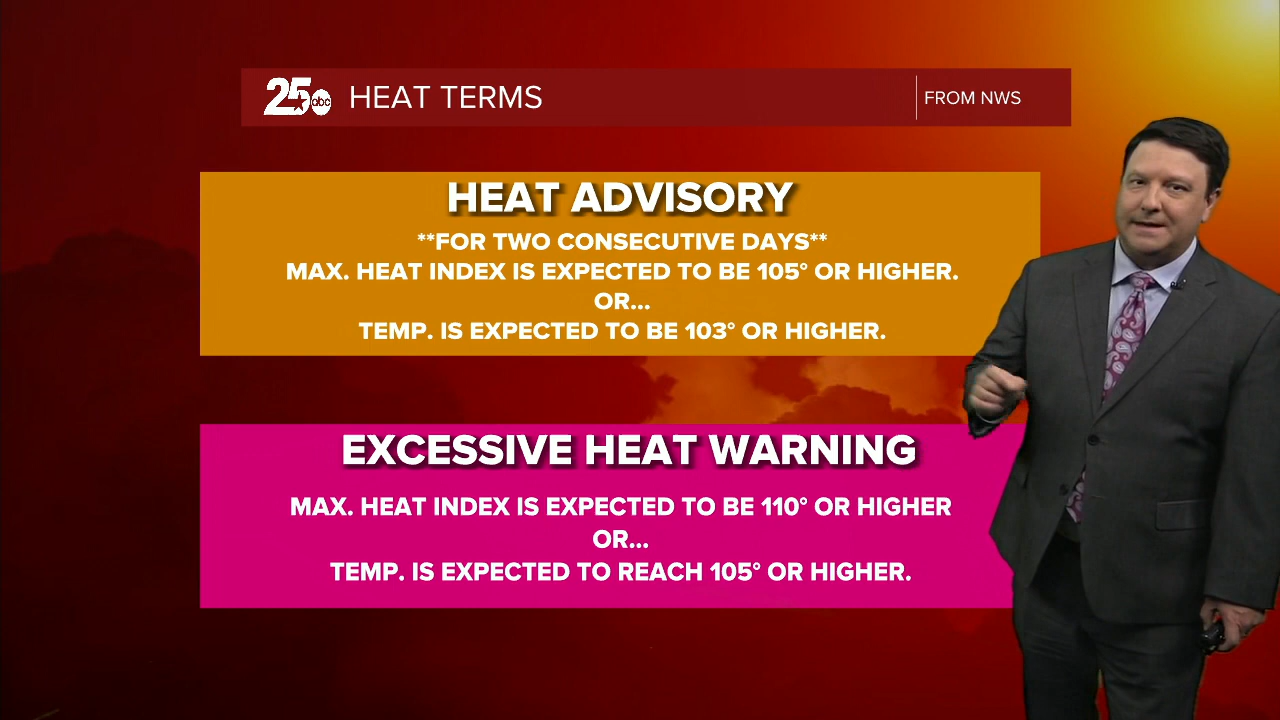 25 abc HEAT TERMS
FROM NWS
HEAT ADVISORY
**FOR TWO CONSECUTIVE DAYS**
MAX. HEAT INDEX IS EXPECTED TO BE 105° OR HIGHER.
OR...
TEMP. IS EXPECTED TO BE 103° OR HIGHER.
EXCESSIVE HEAT WARNING
MAX. HEAT INDEX IS EXPECTED TO BE 110° OR HIGHER
OR...
TEMP. IS EXPECTED TO REACH 105° OR HIGHER.